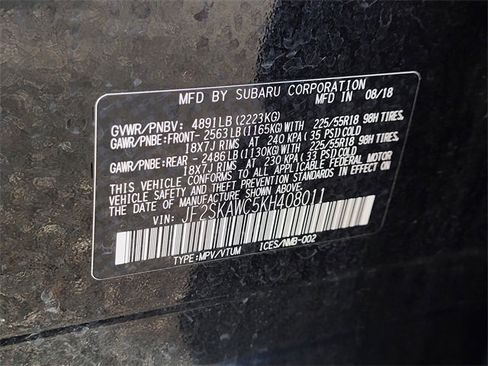 MFD BY SUBARU CORPORATION 08/18
GVWR/PNBV: 4891LB(2223KG)
GAWR/PNBE:FRONT-2563LB(1165KG)WITH 225/55R18 98H TIRES,
18X7J RIMS AT 240 KPA( 35 PSI)COLD
GAWR/PNBE:REAR -2486LB(1130KG)WITH 225/55R18 98H TIRES,
18X7J RIMS AT 230 KPA( 33 PSI)COLD
THIS VEHICLE CONFORMS TO ALL APPLICABLE FEDERAL MOTOR
VEHICLE SAFETY AND THEFT PREVENTION STANDARDS IN EFFECT
ON THE DATE OF MANUFACTURE SHOWN ABOVE.
VIN: JF2SKAWC5KH408011
TYPE:MPV/VTUM ICES/NMB-002